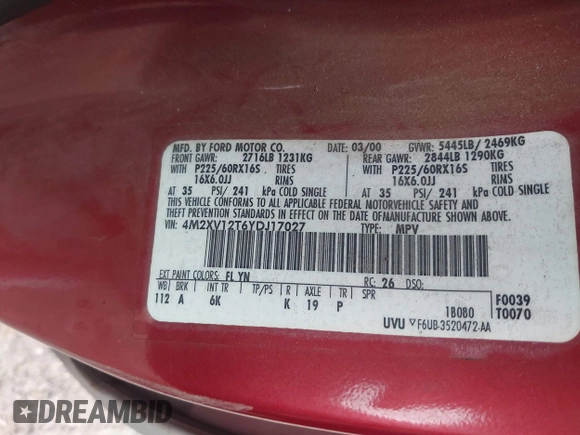 MFD. BY FORD MOTOR CO. DATE: 03/00 GVWR: 5445LB/ 2469KG
FRONT GAWR: 2716LB 1231KG REAR GAWR: 2844LB 1290KG
WITH P225/60RX16S TIRES WITH P225/60RX16S TIRES
16X6.0JJ RIMS 16X6.0JJ RIMS
AT 35 PSI/ 241 kPa COLD SINGLE AT 35 PSI/ 241 kPa COLD SINGLE
THIS VEHICLE CONFORMS TO ALL APPLICABLE FEDERAL MOTOR VEHICLE SAFETY AND
THEFT PREVENTION STANDARDS IN EFFECT ON THE DATE OF MANUFACTURE SHOWN ABOVE.
VIN: 4M2XV12T6YDJ17027 TYPE: MPV
EXT PAINT COLORS: FL YN RC: 26 DSO:
WB BRK INT TR TP/PS R AXLE TR SPR
112 A 6K K 19 P
F0039
1B080 T0070
UVU F6UB-3520472-AA
DREAMBID